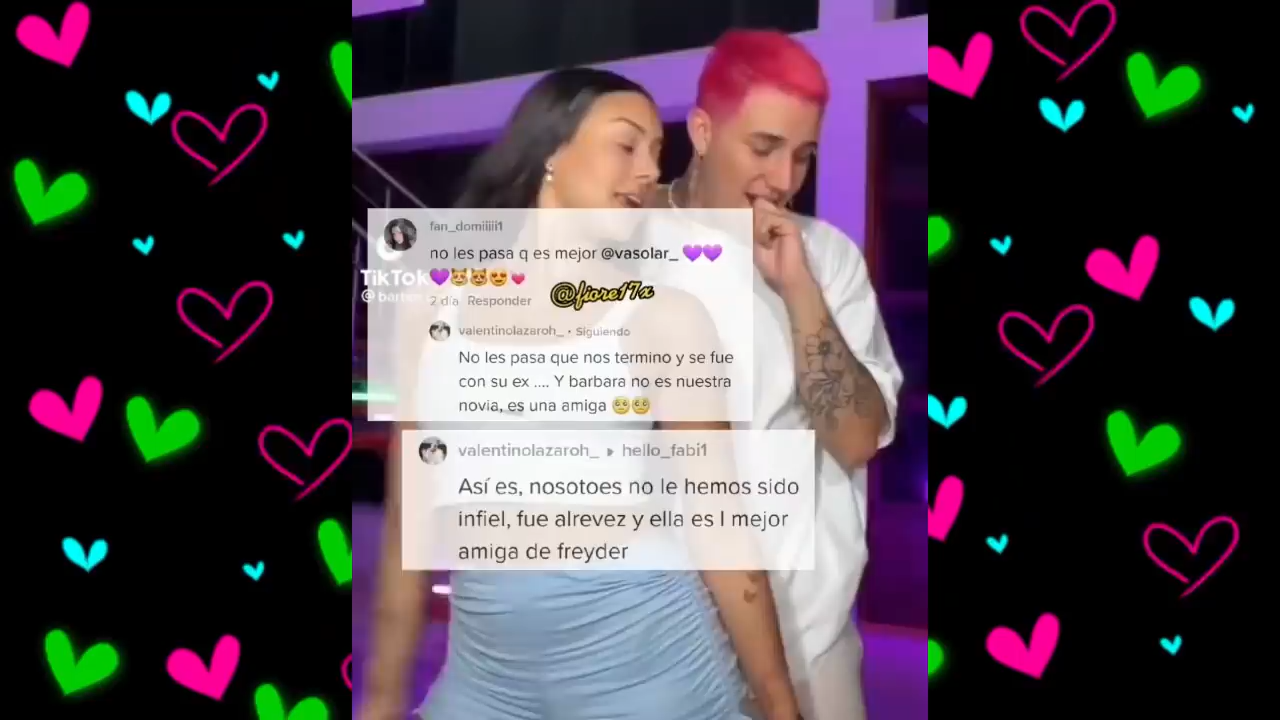 fan_domiiiii1
no les pasa q es mejor @vasolar_ 💜💜
💜😻😻😍💗
2 día Responder
@fiore17x
TikTok
valentinolazaroh_ • Siguiendo
No les pasa que nos termino y se fue
con su ex .... Y barbara no es nuestra
novia, es una amiga 🥺🥺
valentinolazaroh_ ▸ hello_fabi1
Así es, nosotoes no le hemos sido
infiel, fue alrevez y ella es l mejor
amiga de freyder